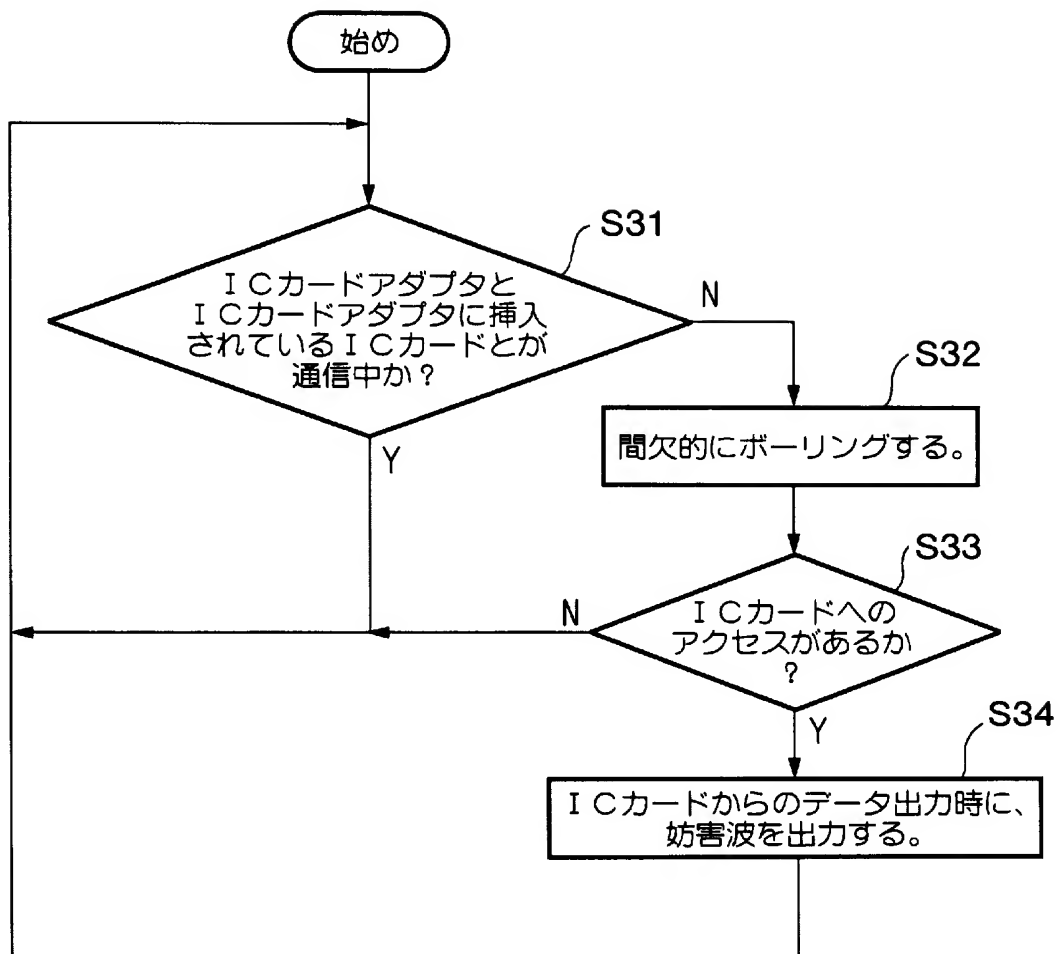 始め
S31
ＩＣカードアダプタと
ＩＣカードアダプタに挿入
されているＩＣカードとが
通信中か？
N
Y
S32
間欠的にボーリングする。
S33
ＩＣカードへの
アクセスがあるか
？
N
Y
S34
ＩＣカードからのデータ出力時に、
妨害波を出力する。